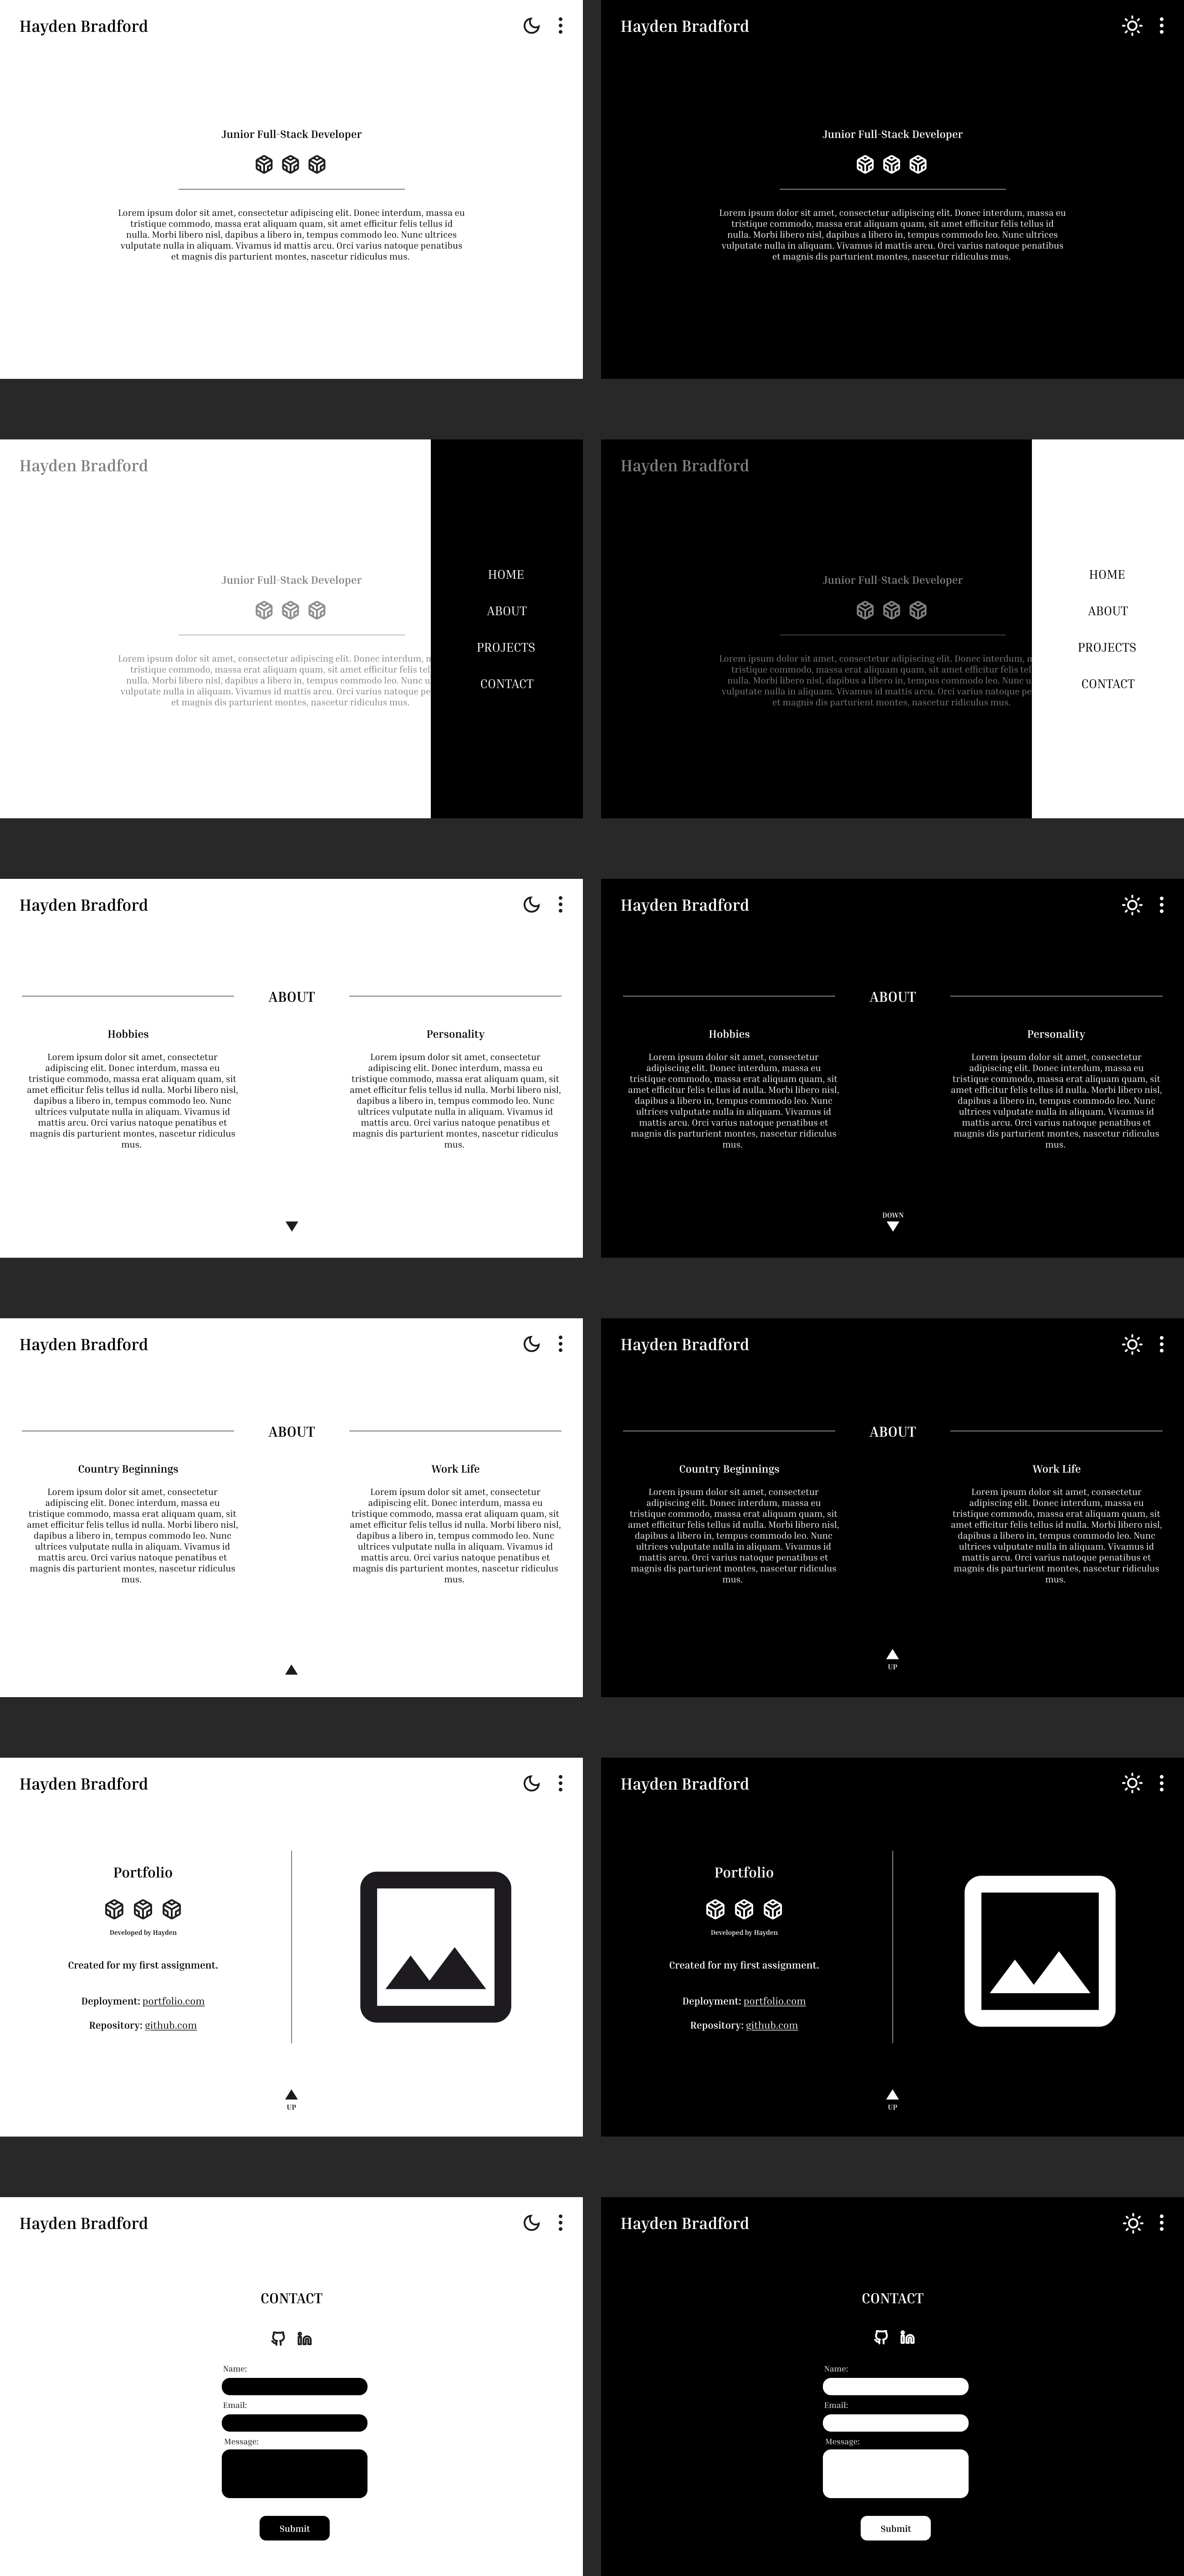 Hayden Bradford
Junior Full-Stack Developer
Lorem ipsum dolor sit amet, consectetur adipiscing elit. Donec interdum, massa eu
tristique commodo, massa erat aliquam quam, sit amet efficitur felis tellus id
nulla. Morbi libero nisl, dapibus a libero in, tempus commodo leo. Nunc ultrices
vulputate nulla in aliquam. Vivamus id mattis arcu. Orci varius natoque penatibus
et magnis dis parturient montes, nascetur ridiculus mus.
Hayden Bradford
Junior Full-Stack Developer
Lorem ipsum dolor sit amet, consectetur adipiscing elit. Donec interdum, massa eu
tristique commodo, massa erat aliquam quam, sit amet efficitur felis tellus id
nulla. Morbi libero nisl, dapibus a libero in, tempus commodo leo. Nunc ultrices
vulputate nulla in aliquam. Vivamus id mattis arcu. Orci varius natoque penatibus
et magnis dis parturient montes, nascetur ridiculus mus.
Hayden Bradford
Junior Full-Stack Developer
Lorem ipsum dolor sit amet, consectetur adipiscing elit. Donec interdum, m
tristique commodo, massa erat aliquam quam, sit amet efficitur felis tel
nulla. Morbi libero nisl, dapibus a libero in, tempus commodo leo. Nunc u
vulputate nulla in aliquam. Vivamus id mattis arcu. Orci varius natoque pe
et magnis dis parturient montes, nascetur ridiculus mus.
HOME
ABOUT
PROJECTS
CONTACT
Hayden Bradford
Junior Full-Stack Developer
Lorem ipsum dolor sit amet, consectetur adipiscing elit. Donec interdum, m
tristique commodo, massa erat aliquam quam, sit amet efficitur felis tel
nulla. Morbi libero nisl, dapibus a libero in, tempus commodo leo. Nunc u
vulputate nulla in aliquam. Vivamus id mattis arcu. Orci varius natoque pe
et magnis dis parturient montes, nascetur ridiculus mus.
HOME
ABOUT
PROJECTS
CONTACT
Hayden Bradford
ABOUT
Hobbies
Lorem ipsum dolor sit amet, consectetur
adipiscing elit. Donec interdum, massa eu
tristique commodo, massa erat aliquam quam, sit
amet efficitur felis tellus id nulla. Morbi libero nisl,
dapibus a libero in, tempus commodo leo. Nunc
ultrices vulputate nulla in aliquam. Vivamus id
mattis arcu. Orci varius natoque penatibus et
magnis dis parturient montes, nascetur ridiculus
mus.
Personality
Lorem ipsum dolor sit amet, consectetur
adipiscing elit. Donec interdum, massa eu
tristique commodo, massa erat aliquam quam, sit
amet efficitur felis tellus id nulla. Morbi libero nisl,
dapibus a libero in, tempus commodo leo. Nunc
ultrices vulputate nulla in aliquam. Vivamus id
mattis arcu. Orci varius natoque penatibus et
magnis dis parturient montes, nascetur ridiculus
mus.
Hayden Bradford
ABOUT
Hobbies
Lorem ipsum dolor sit amet, consectetur
adipiscing elit. Donec interdum, massa eu
tristique commodo, massa erat aliquam quam, sit
amet efficitur felis tellus id nulla. Morbi libero nisl,
dapibus a libero in, tempus commodo leo. Nunc
ultrices vulputate nulla in aliquam. Vivamus id
mattis arcu. Orci varius natoque penatibus et
magnis dis parturient montes, nascetur ridiculus
mus.
Personality
Lorem ipsum dolor sit amet, consectetur
adipiscing elit. Donec interdum, massa eu
tristique commodo, massa erat aliquam quam, sit
amet efficitur felis tellus id nulla. Morbi libero nisl,
dapibus a libero in, tempus commodo leo. Nunc
ultrices vulputate nulla in aliquam. Vivamus id
mattis arcu. Orci varius natoque penatibus et
magnis dis parturient montes, nascetur ridiculus
mus.
DOWN
Hayden Bradford
ABOUT
Country Beginnings
Lorem ipsum dolor sit amet, consectetur
adipiscing elit. Donec interdum, massa eu
tristique commodo, massa erat aliquam quam, sit
amet efficitur felis tellus id nulla. Morbi libero nisl,
dapibus a libero in, tempus commodo leo. Nunc
ultrices vulputate nulla in aliquam. Vivamus id
mattis arcu. Orci varius natoque penatibus et
magnis dis parturient montes, nascetur ridiculus
mus.
Work Life
Lorem ipsum dolor sit amet, consectetur
adipiscing elit. Donec interdum, massa eu
tristique commodo, massa erat aliquam quam, sit
amet efficitur felis tellus id nulla. Morbi libero nisl,
dapibus a libero in, tempus commodo leo. Nunc
ultrices vulputate nulla in aliquam. Vivamus id
mattis arcu. Orci varius natoque penatibus et
magnis dis parturient montes, nascetur ridiculus
mus.
Hayden Bradford
ABOUT
Country Beginnings
Lorem ipsum dolor sit amet, consectetur
adipiscing elit. Donec interdum, massa eu
tristique commodo, massa erat aliquam quam, sit
amet efficitur felis tellus id nulla. Morbi libero nisl,
dapibus a libero in, tempus commodo leo. Nunc
ultrices vulputate nulla in aliquam. Vivamus id
mattis arcu. Orci varius natoque penatibus et
magnis dis parturient montes, nascetur ridiculus
mus.
Work Life
Lorem ipsum dolor sit amet, consectetur
adipiscing elit. Donec interdum, massa eu
tristique commodo, massa erat aliquam quam, sit
amet efficitur felis tellus id nulla. Morbi libero nisl,
dapibus a libero in, tempus commodo leo. Nunc
ultrices vulputate nulla in aliquam. Vivamus id
mattis arcu. Orci varius natoque penatibus et
magnis dis parturient montes, nascetur ridiculus
mus.
UP
Hayden Bradford
Portfolio
Developed by Hayden
Created for my first assignment.
Deployment: portfolio.com
Repository: github.com
UP
Hayden Bradford
Portfolio
Developed by Hayden
Created for my first assignment.
Deployment: portfolio.com
Repository: github.com
UP
Hayden Bradford
CONTACT
Name:
Email:
Message:
Submit
Hayden Bradford
CONTACT
Name:
Email:
Message:
Submit